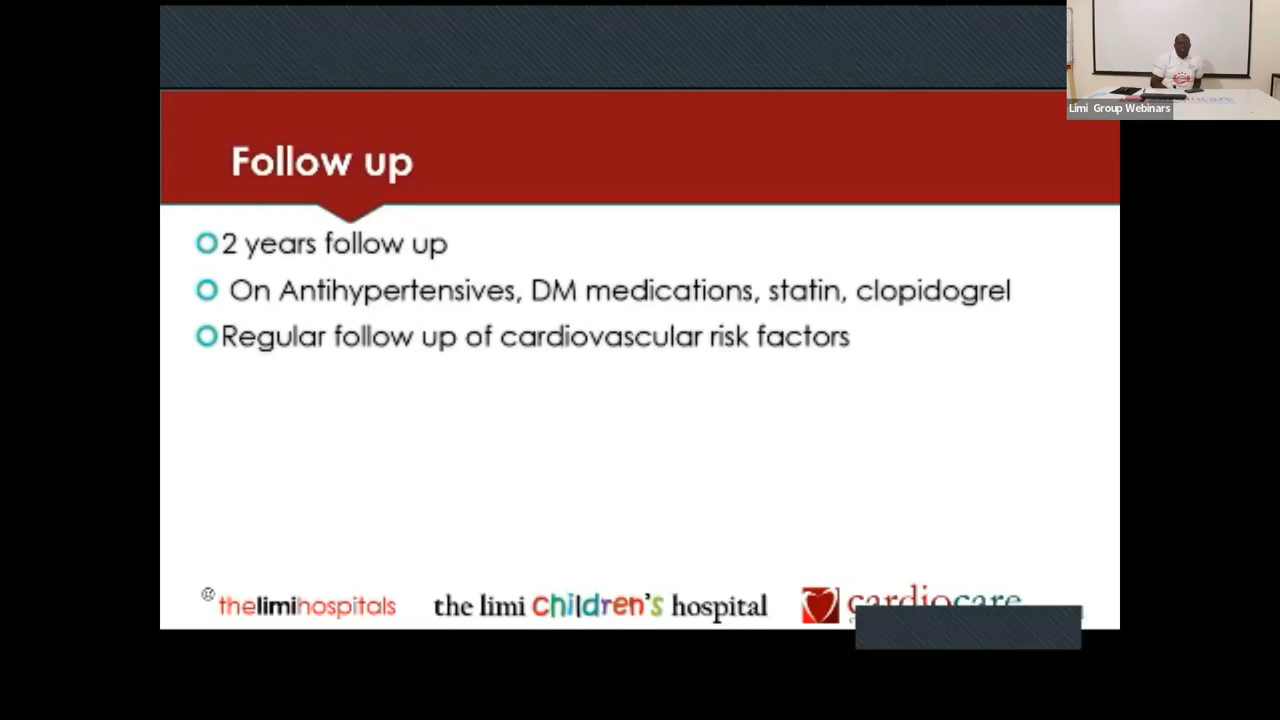 Limi Group Webinars
Follow up
2 years follow up
On Antihypertensives, DM medications, statin, clopidogrel
Regular follow up of cardiovascular risk factors
thelimihospitals
the limi children's hospital
cardiocare